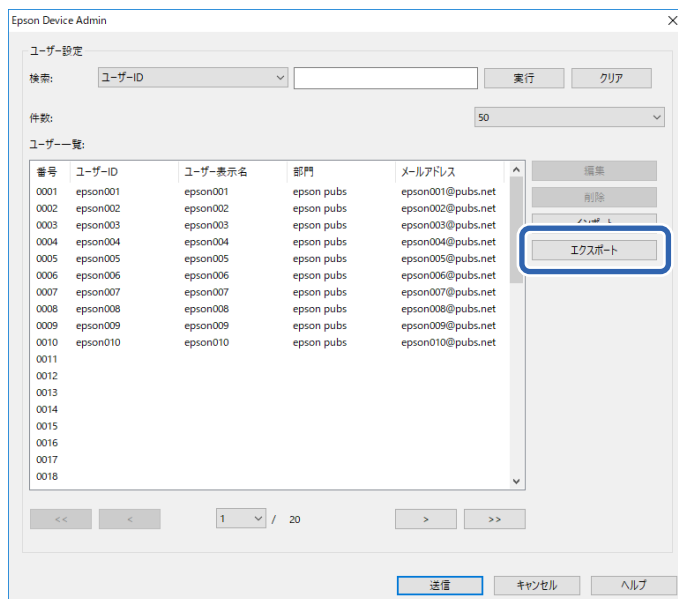 Epson Device Admin
ユーザー設定
検索: ユーザーID 実行 クリア
件数: 50
ユーザー一覧:
番号 ユーザーID ユーザー表示名 部門 メールアドレス 編集
0001 epson001 epson001 epson pubs epson001@pubs.net 削除
0002 epson002 epson002 epson pubs epson002@pubs.net
0003 epson003 epson003 epson pubs epson003@pubs.net インポート
0004 epson004 epson004 epson pubs epson004@pubs.net エクスポート
0005 epson005 epson005 epson pubs epson005@pubs.net
0006 epson006 epson006 epson pubs epson006@pubs.net
0007 epson007 epson007 epson pubs epson007@pubs.net
0008 epson008 epson008 epson pubs epson008@pubs.net
0009 epson009 epson009 epson pubs epson009@pubs.net
0010 epson010 epson010 epson pubs epson010@pubs.net
0011
0012
0013
0014
0015
0016
0017
0018
<< < 1 / 20 > >>
送信 キャンセル ヘルプ